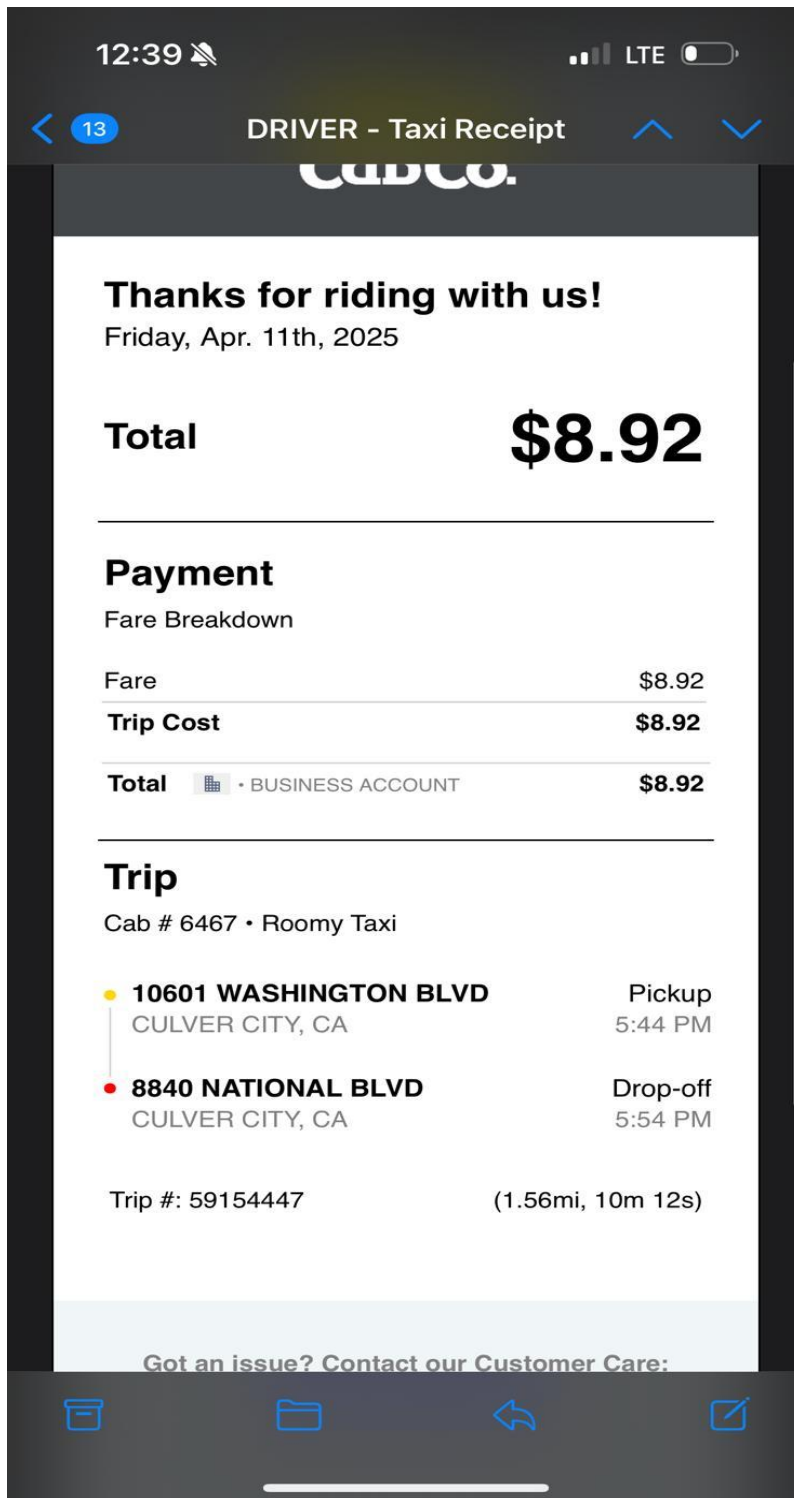 12:39 LTE
13 DRIVER - Taxi Receipt
CabCo.
Thanks for riding with us!
Friday, Apr. 11th, 2025
Total $8.92
Payment
Fare Breakdown
Fare $8.92
Trip Cost $8.92
Total • BUSINESS ACCOUNT $8.92
Trip
Cab # 6467 • Roomy Taxi
10601 WASHINGTON BLVD Pickup
CULVER CITY, CA 5:44 PM
8840 NATIONAL BLVD Drop-off
CULVER CITY, CA 5:54 PM
Trip #: 59154447 (1.56mi, 10m 12s)
Got an issue? Contact our Customer Care: